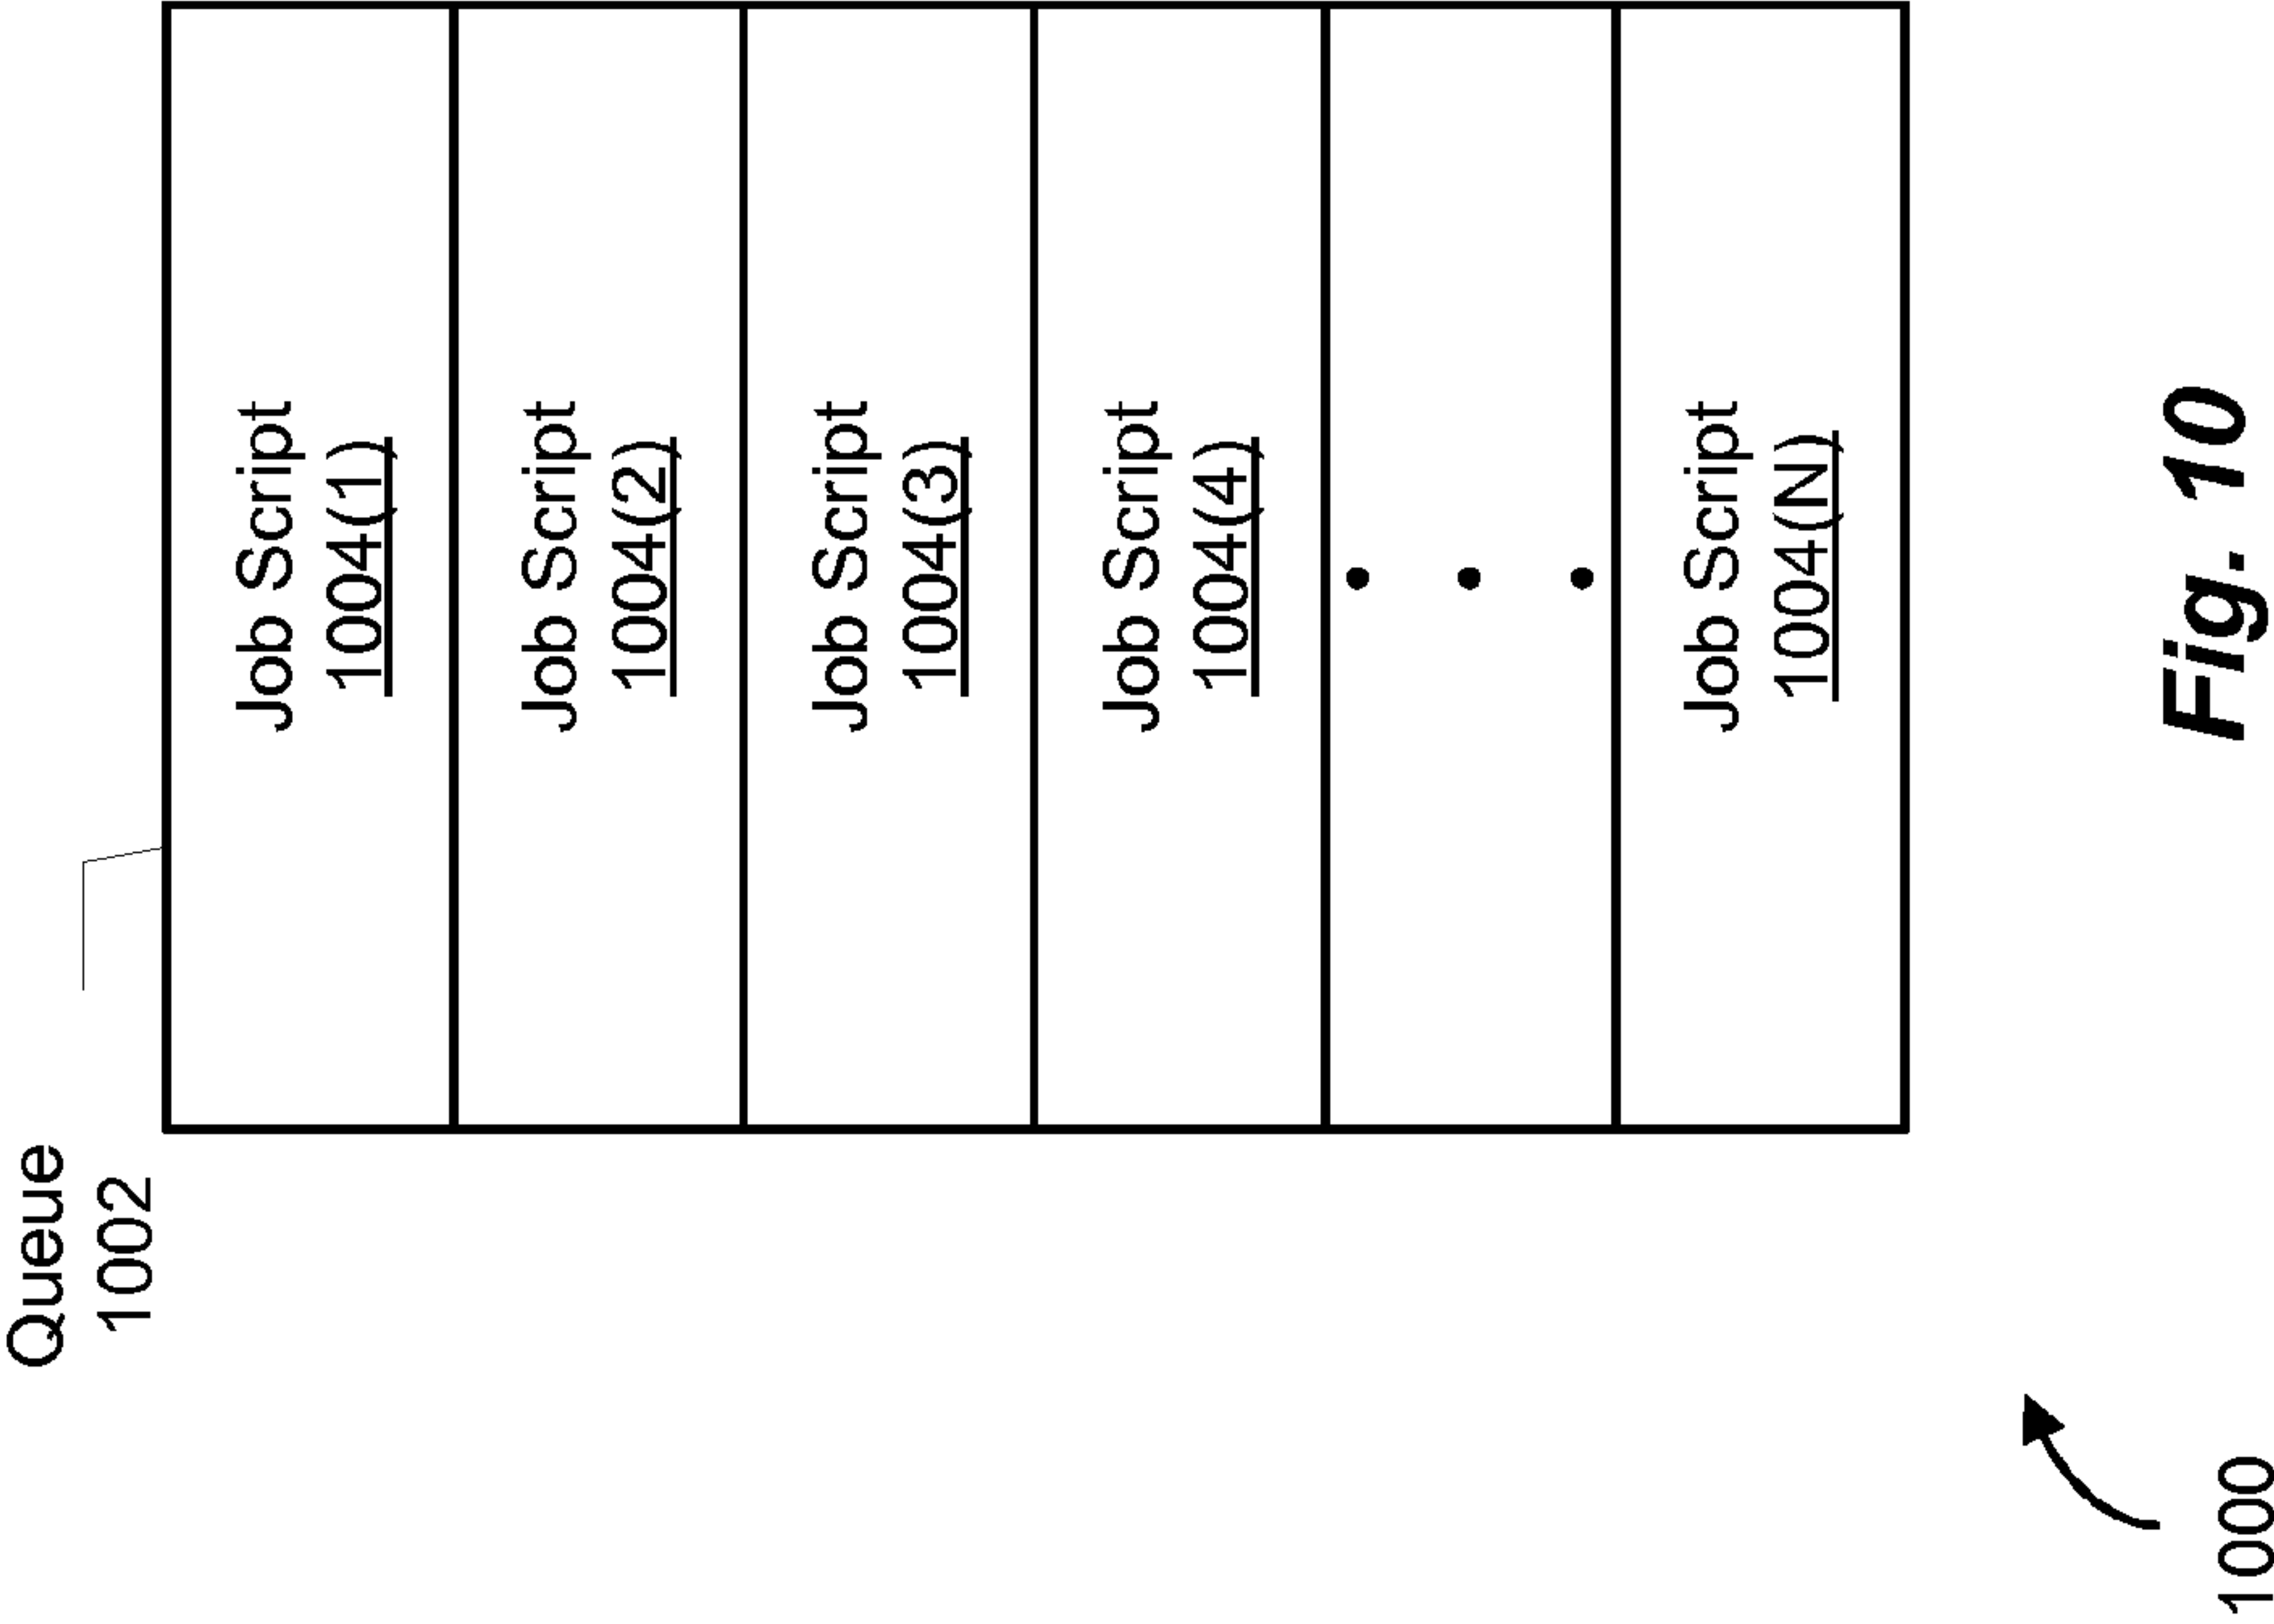 Queue
1002
Job Script
1004(1)
Job Script
1004(2)
Job Script
1004(3)
Job Script
1004(4)
Job Script
1004(N)
1000
Fig. 10